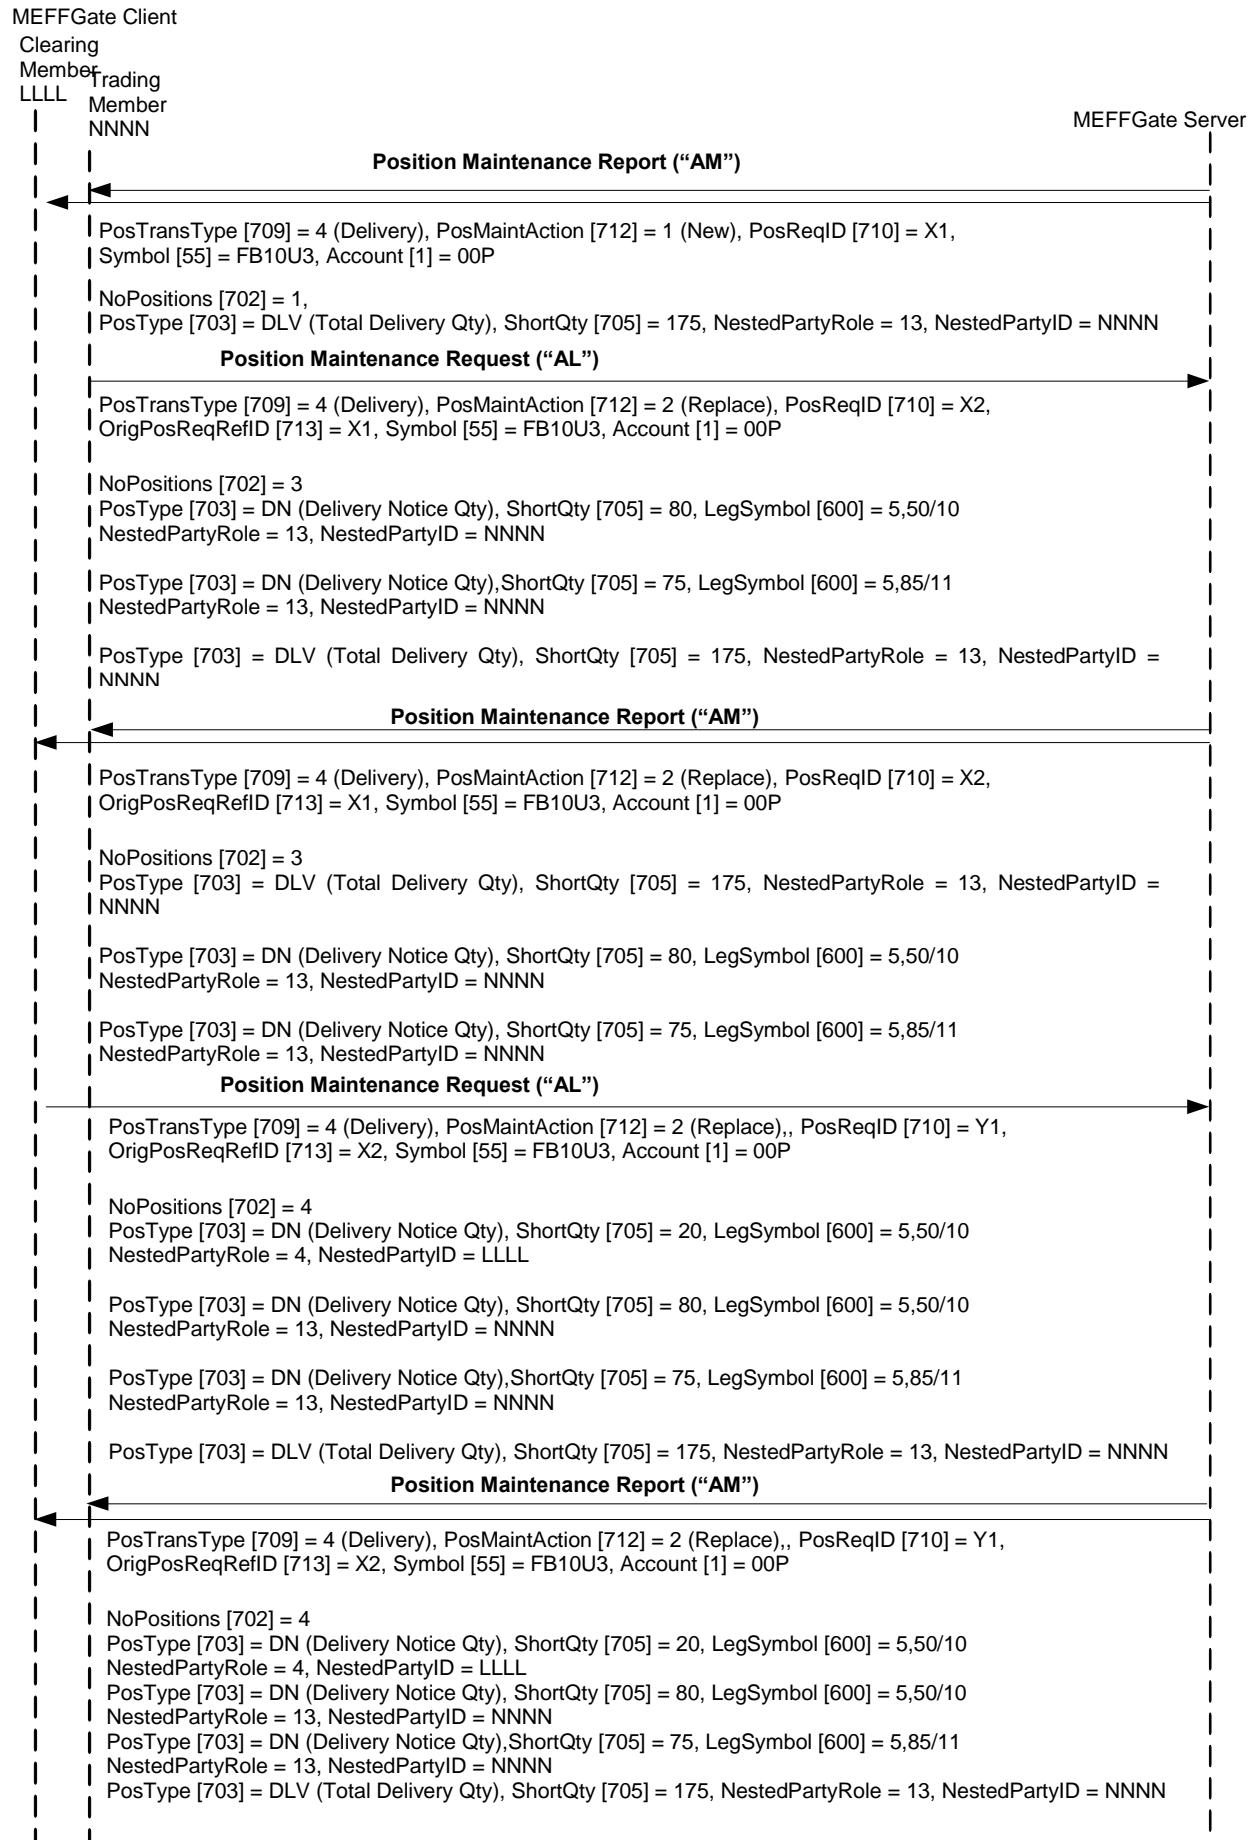 MEFFGate Client
Clearing
Member
LLLL
Trading
Member
NNNN
MEFFGate Server
Position Maintenance Report (“AM”)
PosTransType [709] = 4 (Delivery), PosMaintAction [712] = 1 (New), PosReqID [710] = X1,
Symbol [55] = FB10U3, Account [1] = 00P
NoPositions [702] = 1,
PosType [703] = DLV (Total Delivery Qty), ShortQty [705] = 175, NestedPartyRole = 13, NestedPartyID = NNNN
Position Maintenance Request (“AL”)
PosTransType [709] = 4 (Delivery), PosMaintAction [712] = 2 (Replace), PosReqID [710] = X2,
OrigPosReqRefID [713] = X1, Symbol [55] = FB10U3, Account [1] = 00P
NoPositions [702] = 3
PosType [703] = DN (Delivery Notice Qty), ShortQty [705] = 80, LegSymbol [600] = 5,50/10
NestedPartyRole = 13, NestedPartyID = NNNN
PosType [703] = DN (Delivery Notice Qty),ShortQty [705] = 75, LegSymbol [600] = 5,85/11
NestedPartyRole = 13, NestedPartyID = NNNN
PosType [703] = DLV (Total Delivery Qty), ShortQty [705] = 175, NestedPartyRole = 13, NestedPartyID =
NNNN
Position Maintenance Report (“AM”)
PosTransType [709] = 4 (Delivery), PosMaintAction [712] = 2 (Replace), PosReqID [710] = X2,
OrigPosReqRefID [713] = X1, Symbol [55] = FB10U3, Account [1] = 00P
NoPositions [702] = 3
PosType [703] = DLV (Total Delivery Qty), ShortQty [705] = 175, NestedPartyRole = 13, NestedPartyID =
NNNN
PosType [703] = DN (Delivery Notice Qty), ShortQty [705] = 80, LegSymbol [600] = 5,50/10
NestedPartyRole = 13, NestedPartyID = NNNN
PosType [703] = DN (Delivery Notice Qty), ShortQty [705] = 75, LegSymbol [600] = 5,85/11
NestedPartyRole = 13, NestedPartyID = NNNN
Position Maintenance Request (“AL”)
PosTransType [709] = 4 (Delivery), PosMaintAction [712] = 2 (Replace),, PosReqID [710] = Y1,
OrigPosReqRefID [713] = X2, Symbol [55] = FB10U3, Account [1] = 00P
NoPositions [702] = 4
PosType [703] = DN (Delivery Notice Qty), ShortQty [705] = 20, LegSymbol [600] = 5,50/10
NestedPartyRole = 4, NestedPartyID = LLLL
PosType [703] = DN (Delivery Notice Qty), ShortQty [705] = 80, LegSymbol [600] = 5,50/10
NestedPartyRole = 13, NestedPartyID = NNNN
PosType [703] = DN (Delivery Notice Qty),ShortQty [705] = 75, LegSymbol [600] = 5,85/11
NestedPartyRole = 13, NestedPartyID = NNNN
PosType [703] = DLV (Total Delivery Qty), ShortQty [705] = 175, NestedPartyRole = 13, NestedPartyID = NNNN
Position Maintenance Report (“AM”)
PosTransType [709] = 4 (Delivery), PosMaintAction [712] = 2 (Replace),, PosReqID [710] = Y1,
OrigPosReqRefID [713] = X2, Symbol [55] = FB10U3, Account [1] = 00P
NoPositions [702] = 4
PosType [703] = DN (Delivery Notice Qty), ShortQty [705] = 20, LegSymbol [600] = 5,50/10
NestedPartyRole = 4, NestedPartyID = LLLL
PosType [703] = DN (Delivery Notice Qty), ShortQty [705] = 80, LegSymbol [600] = 5,50/10
NestedPartyRole = 13, NestedPartyID = NNNN
PosType [703] = DN (Delivery Notice Qty),ShortQty [705] = 75, LegSymbol [600] = 5,85/11
NestedPartyRole = 13, NestedPartyID = NNNN
PosType [703] = DLV (Total Delivery Qty), ShortQty [705] = 175, NestedPartyRole = 13, NestedPartyID = NNNN